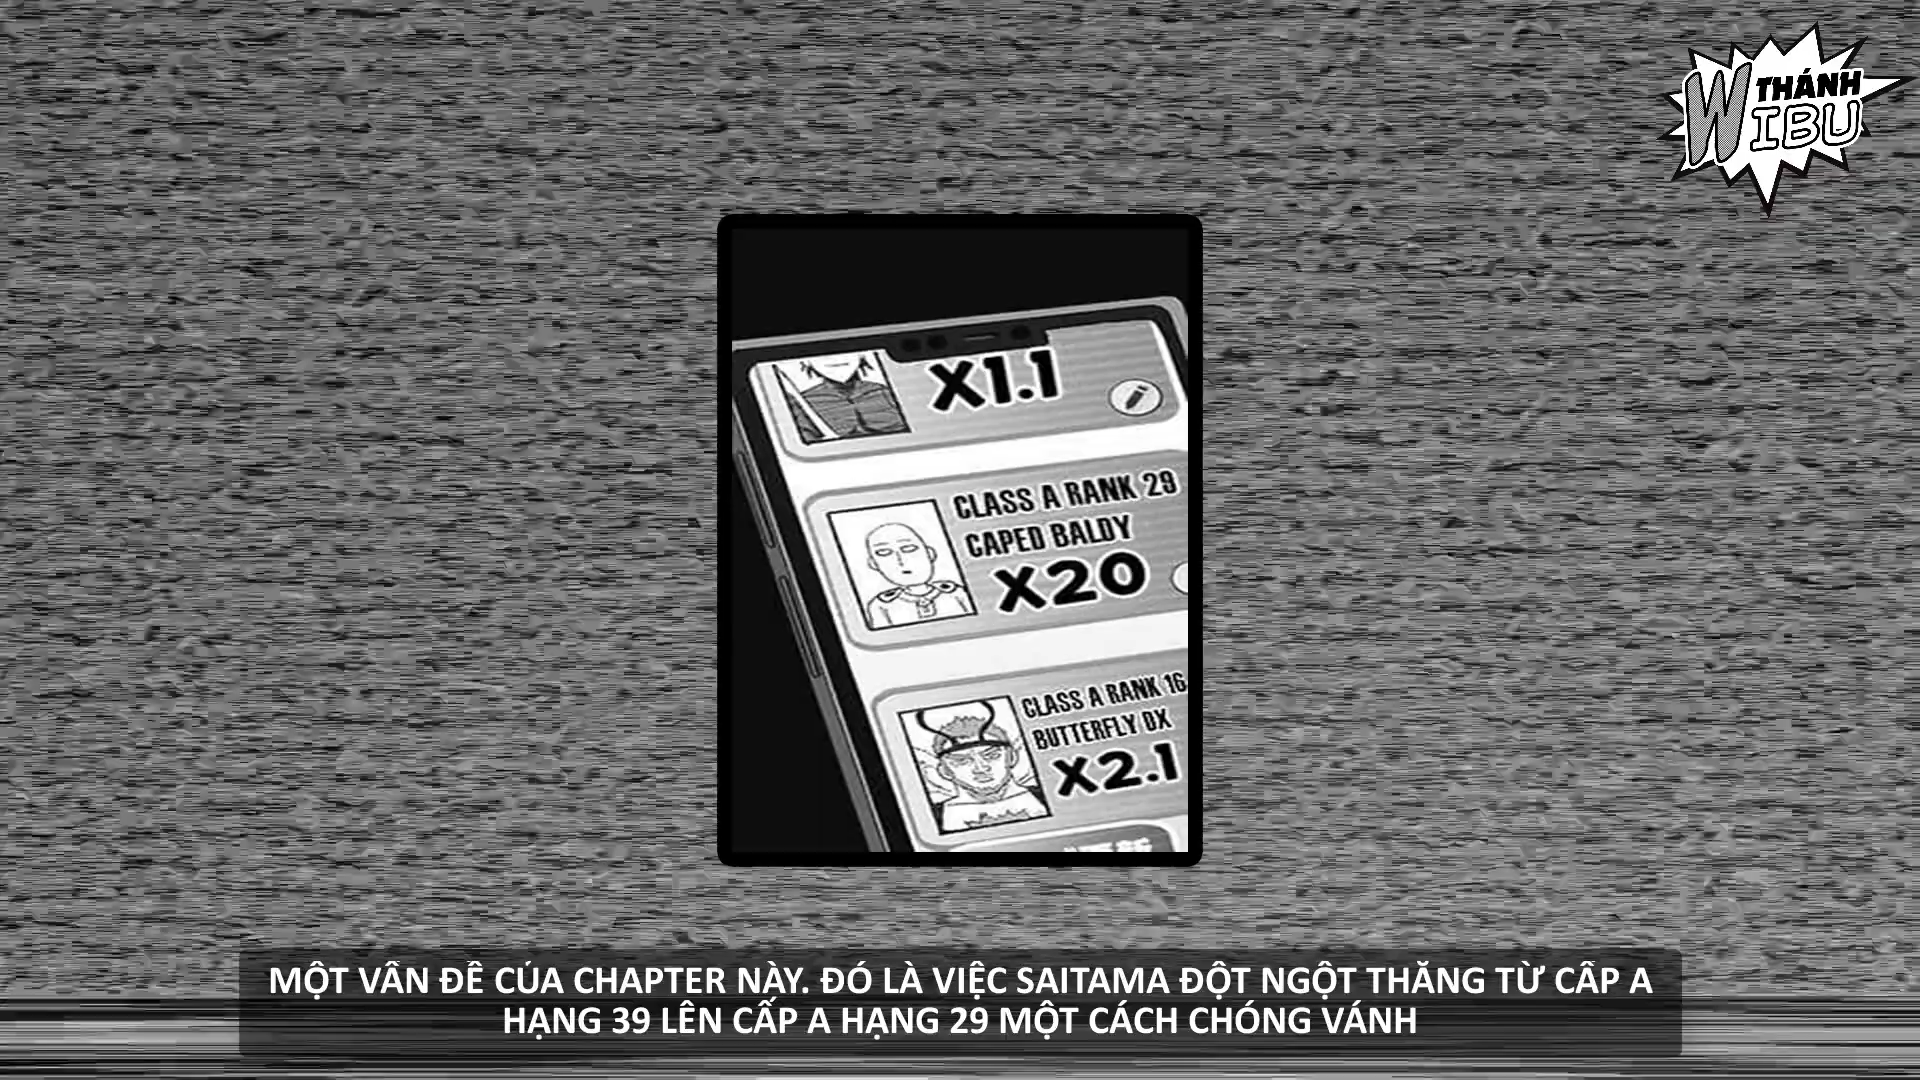 THÁNH
WIBU
X1.1
CLASS A RANK 29
CAPED BALDY
X20
CLASS A RANK 16
BUTTERFLY DX
X2.1
MỘT VẤN ĐỀ CỦA CHAPTER NÀY. ĐÓ LÀ VIỆC SAITAMA ĐỘT NGỘT THĂNG TỪ CẤP A
HẠNG 39 LÊN CẤP A HẠNG 29 MỘT CÁCH CHÓNG VÁNH